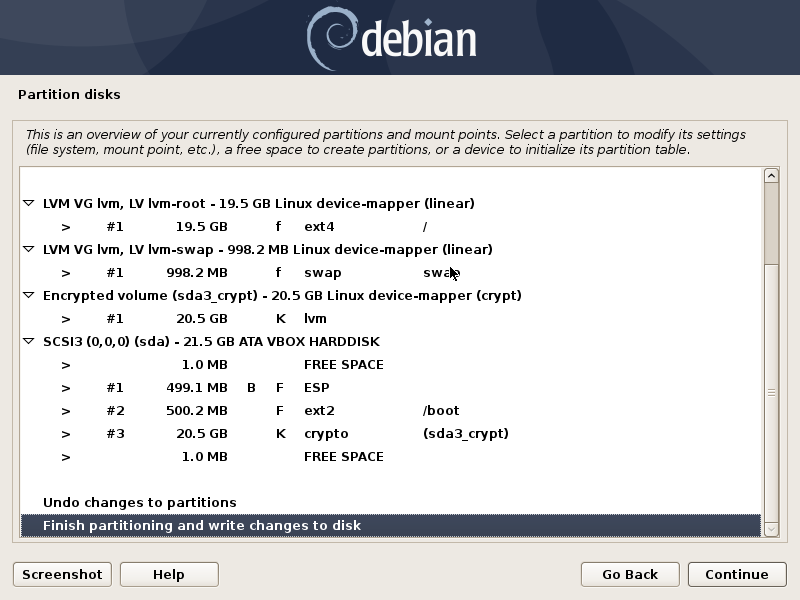 debian
Partition disks
This is an overview of your currently configured partitions and mount points. Select a partition to modify its settings
(file system, mount point, etc.), a free space to create partitions, or a device to initialize its partition table.
LVM VG lvm, LV lvm-root - 19.5 GB Linux device-mapper (linear)
> #1 19.5 GB f ext4 /
LVM VG lvm, LV lvm-swap - 998.2 MB Linux device-mapper (linear)
> #1 998.2 MB f swap swap
Encrypted volume (sda3_crypt) - 20.5 GB Linux device-mapper (crypt)
> #1 20.5 GB K lvm
SCSI3 (0,0,0) (sda) - 21.5 GB ATA VBOX HARDDISK
> 1.0 MB FREE SPACE
> #1 499.1 MB B F ESP
> #2 500.2 MB F ext2 /boot
> #3 20.5 GB K crypto (sda3_crypt)
> 1.0 MB FREE SPACE
Undo changes to partitions
Finish partitioning and write changes to disk
Screenshot Help Go Back Continue